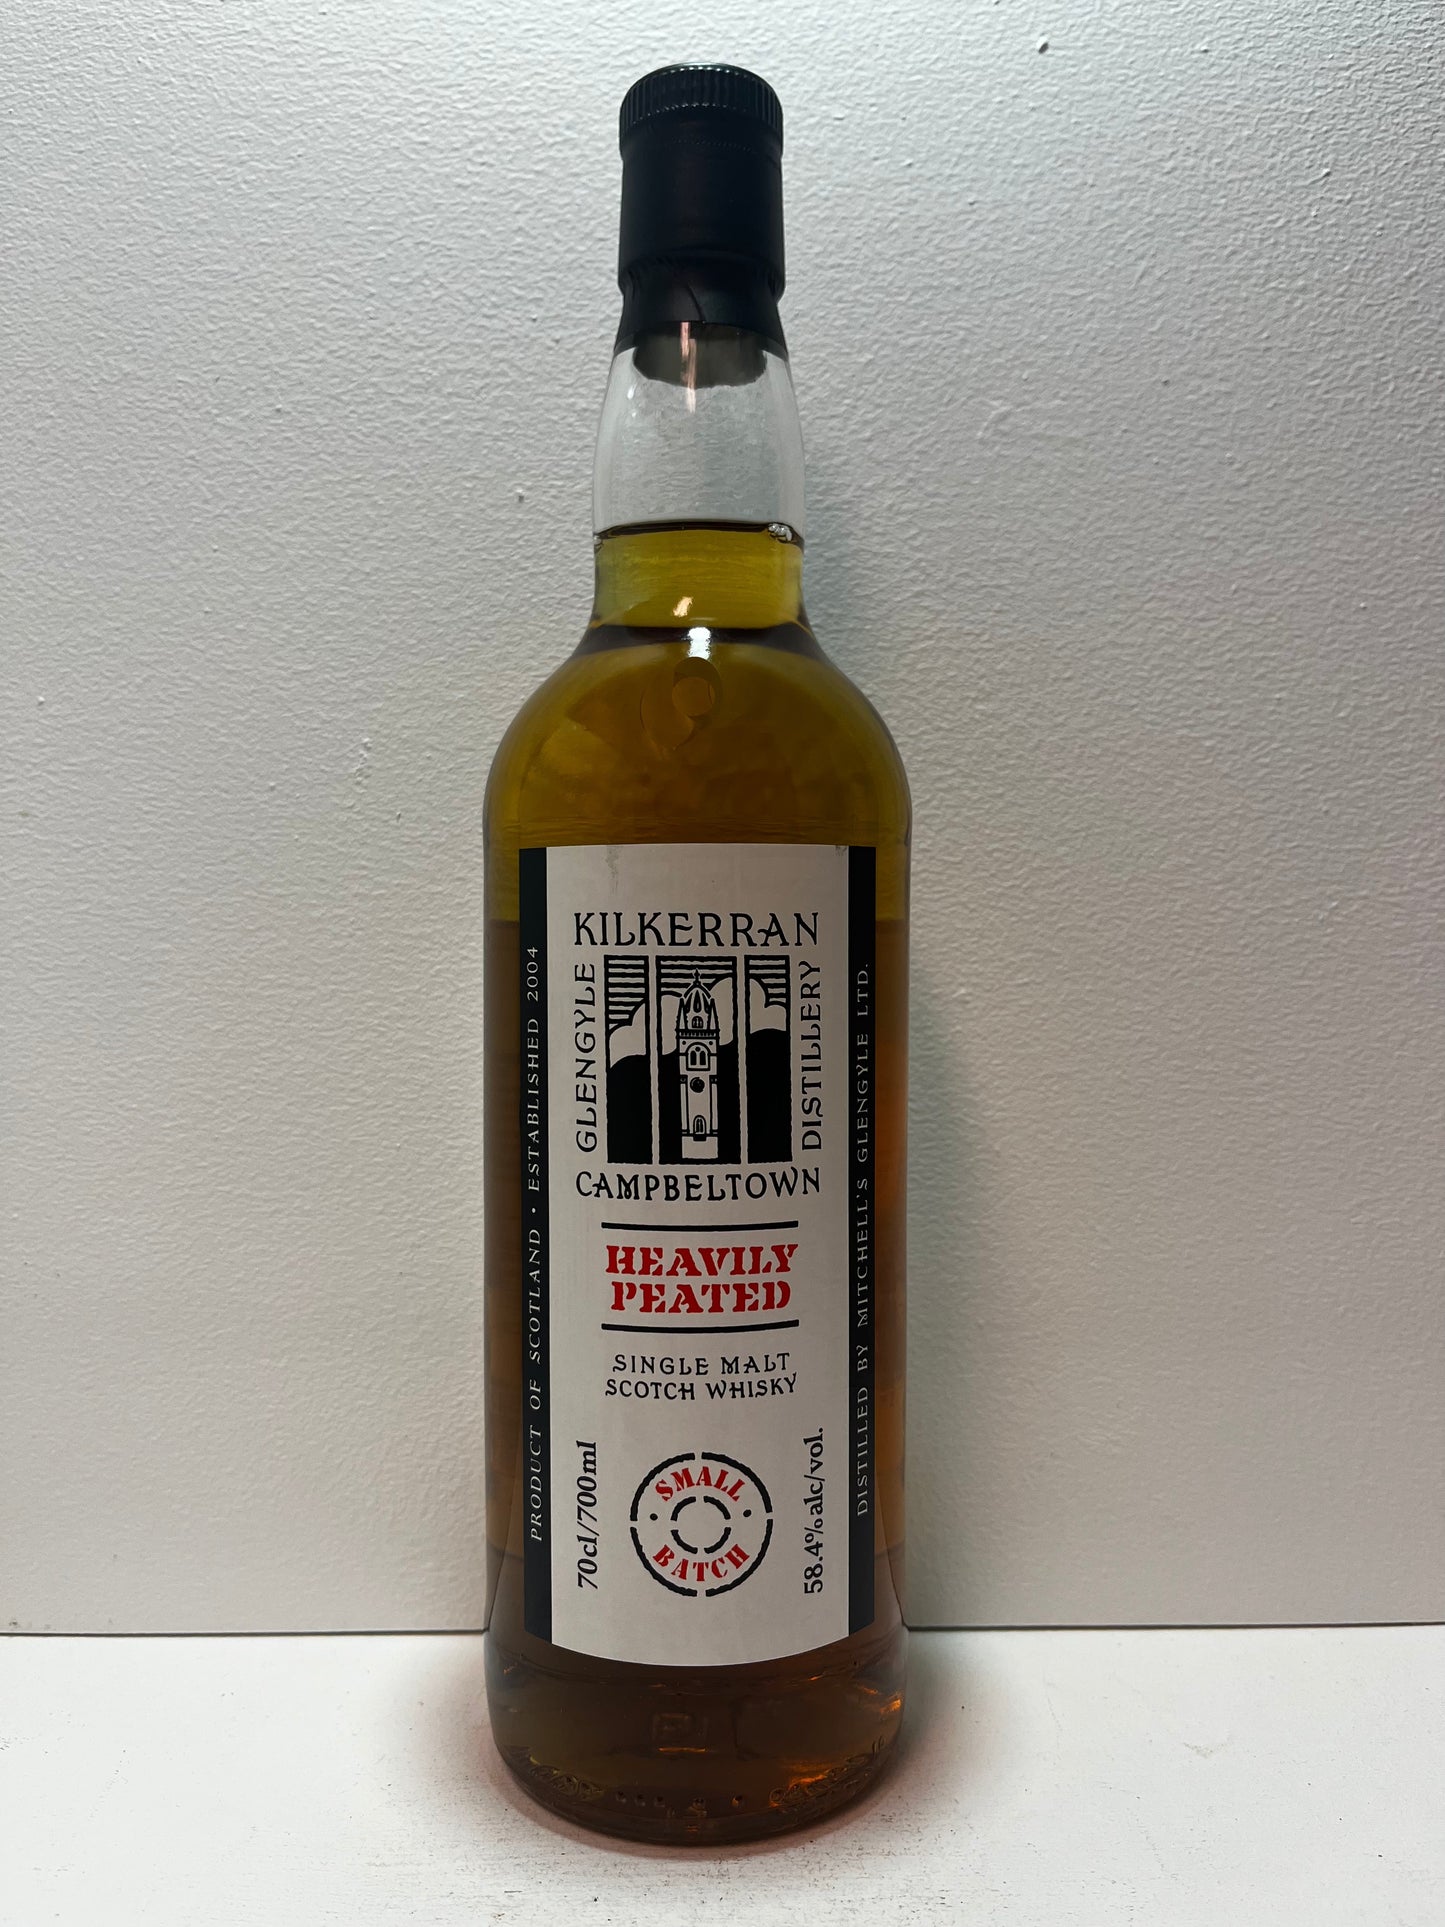 KILKERRAN
GLENGYLE
DISTILLERY
CAMPBELTOWN
HEAVILY
PEATED
SINGLE MALT
SCOTCH WHISKY
70cl/700ml
SMALL
BATCH
58.4% alc/vol.
PRODUCT OF SCOTLAND • ESTABLISHED 2004
DISTILLED BY MITCHELL'S GLENGYLE LTD.